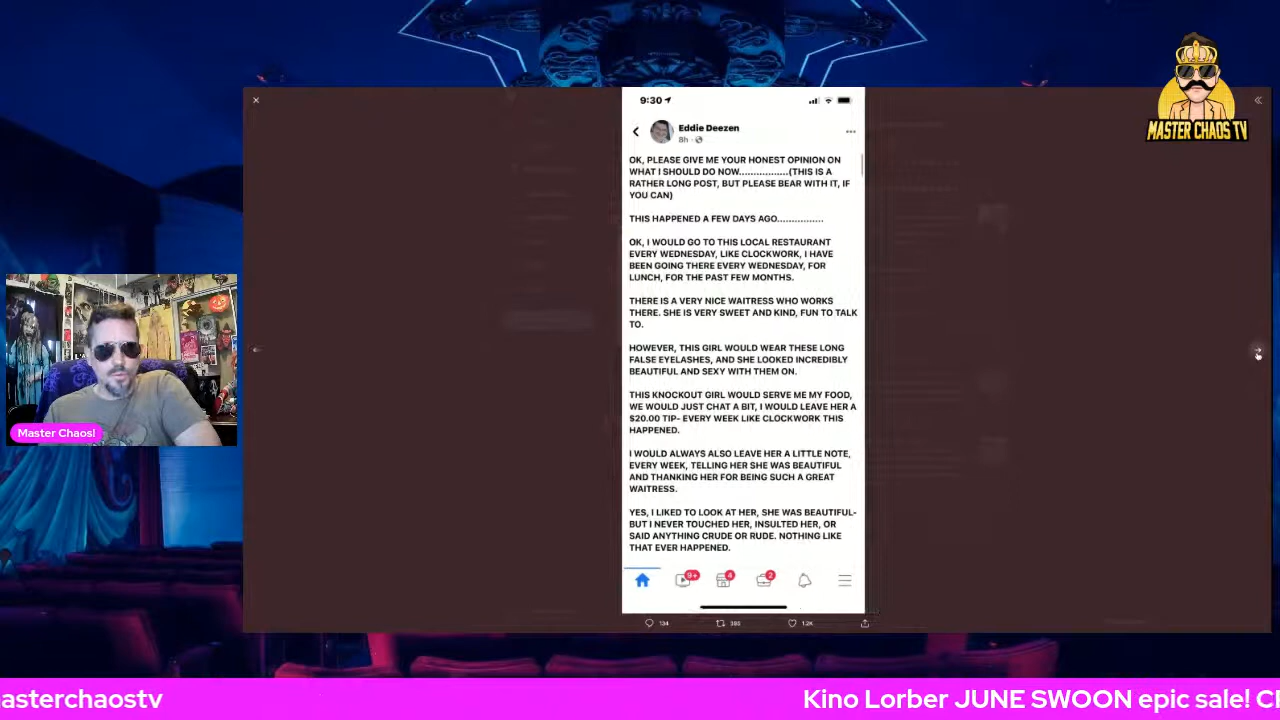 MASTER CHAOS TV
9:30
Eddie Deezen
8h
OK, PLEASE GIVE ME YOUR HONEST OPINION ON
WHAT I SHOULD DO NOW.................(THIS IS A
RATHER LONG POST, BUT PLEASE BEAR WITH IT, IF
YOU CAN)
THIS HAPPENED A FEW DAYS AGO...............
OK, I WOULD GO TO THIS LOCAL RESTAURANT
EVERY WEDNESDAY, LIKE CLOCKWORK, I HAVE
BEEN GOING THERE EVERY WEDNESDAY, FOR
LUNCH, FOR THE PAST FEW MONTHS.
THERE IS A VERY NICE WAITRESS WHO WORKS
THERE. SHE IS VERY SWEET AND KIND, FUN TO TALK
TO.
HOWEVER, THIS GIRL WOULD WEAR THESE LONG
FALSE EYELASHES, AND SHE LOOKED INCREDIBLY
BEAUTIFUL AND SEXY WITH THEM ON.
THIS KNOCKOUT GIRL WOULD SERVE ME MY FOOD,
WE WOULD JUST CHAT A BIT, I WOULD LEAVE HER A
$20.00 TIP- EVERY WEEK LIKE CLOCKWORK THIS
HAPPENED.
I WOULD ALWAYS ALSO LEAVE HER A LITTLE NOTE,
EVERY WEEK, TELLING HER SHE WAS BEAUTIFUL
AND THANKING HER FOR BEING SUCH A GREAT
WAITRESS.
YES, I LIKED TO LOOK AT HER, SHE WAS BEAUTIFUL-
BUT I NEVER TOUCHED HER, INSULTED HER, OR
SAID ANYTHING CRUDE OR RUDE. NOTHING LIKE
THAT EVER HAPPENED.
9+ 4 2
134 1.2K
Master Chaos!
asterchaostv
Kino Lorber JUNE SWOON epic sale!